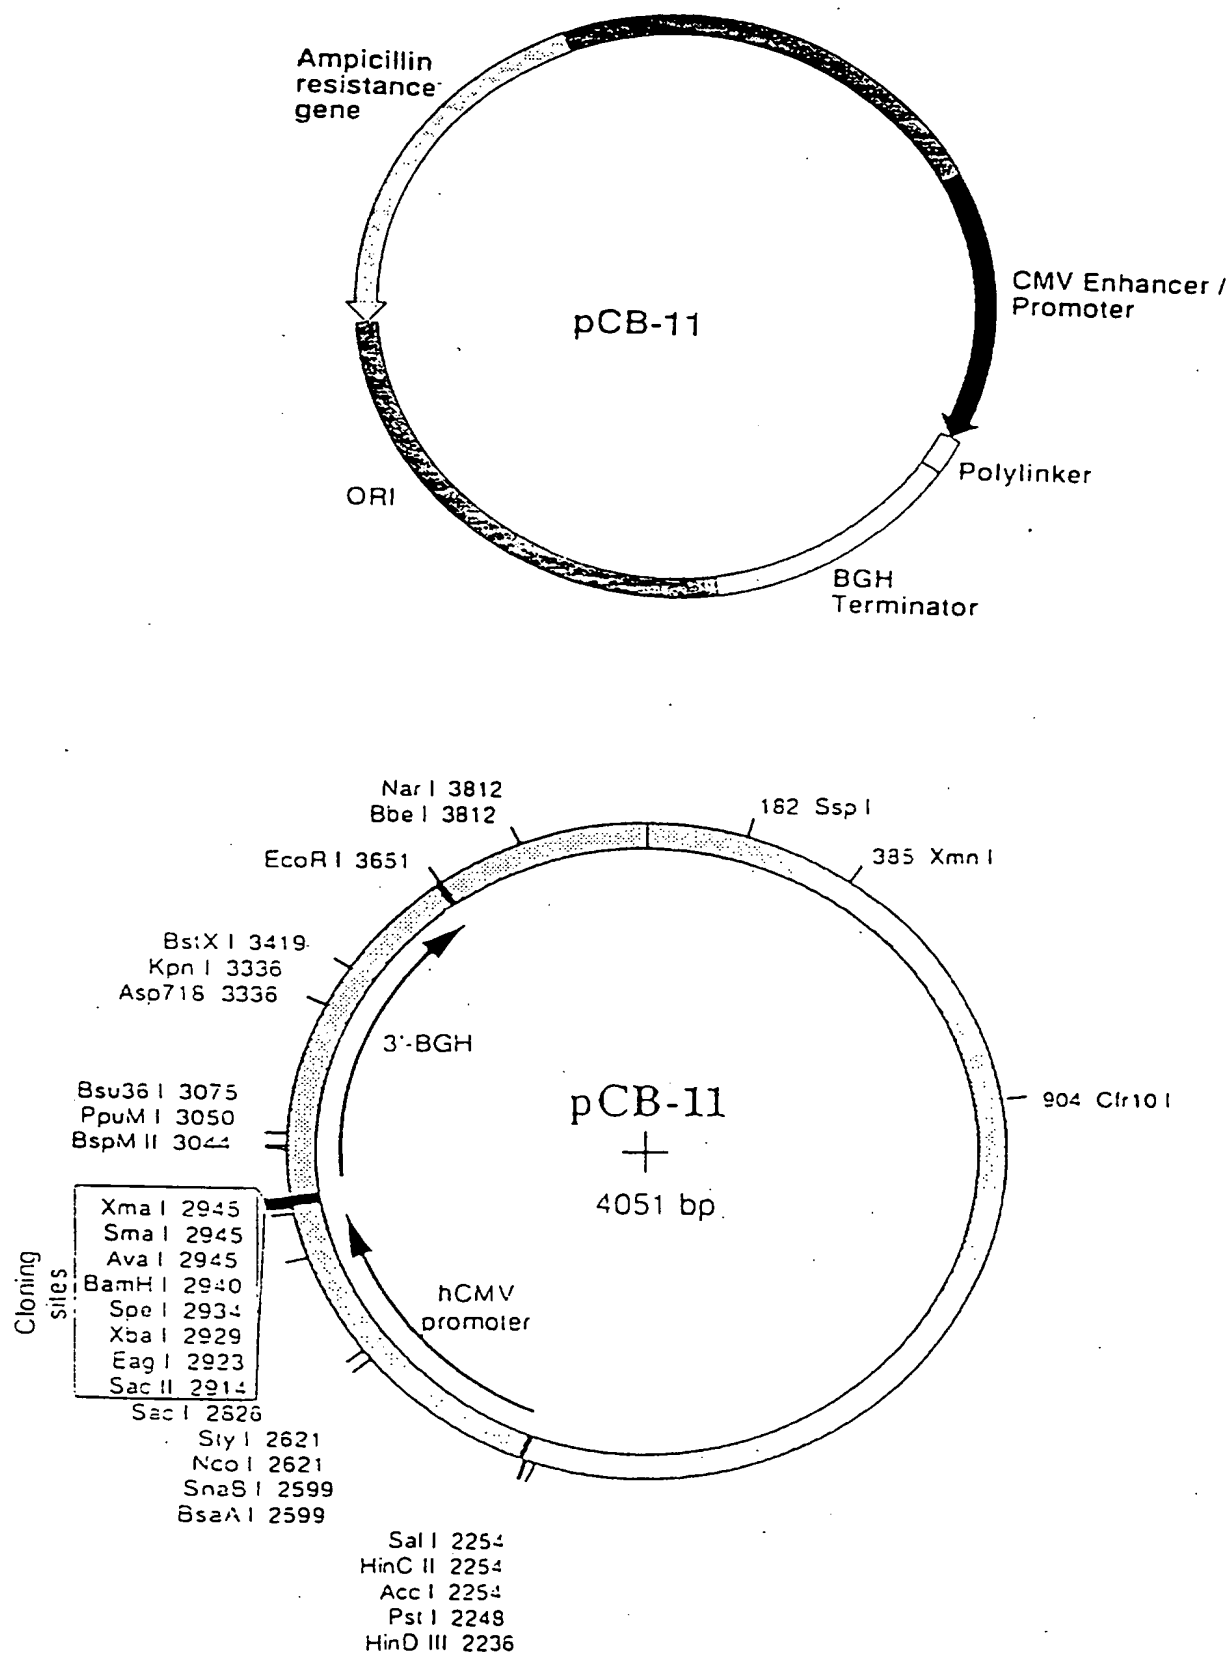 Ampicillin
resistance
gene
pCB-11
CMV Enhancer /
Promoter
Polylinker
ORI
BGH
Terminator
Nar I 3812
Bbe I 3812
EcoR I 3651
182 Ssp I
385 Xmn I
BstX I 3419
Kpn I 3336
Asp718 3336
3'-BGH
Bsu36 I 3075
PpuM I 3050
BspM II 3044
pCB-11
4051 bp
904 Cfr10 I
Cloning
sites
Xma I 2945
Sma I 2945
Ava I 2945
BamH I 2940
Spe I 2934
Xba I 2929
Eag I 2923
Sac II 2914
hCMV
promoter
Sac I 2826
Sty I 2621
Nco I 2621
SnaB I 2599
BsaA I 2599
Sal I 2254
HinC II 2254
Acc I 2254
Pst I 2248
HinD III 2236